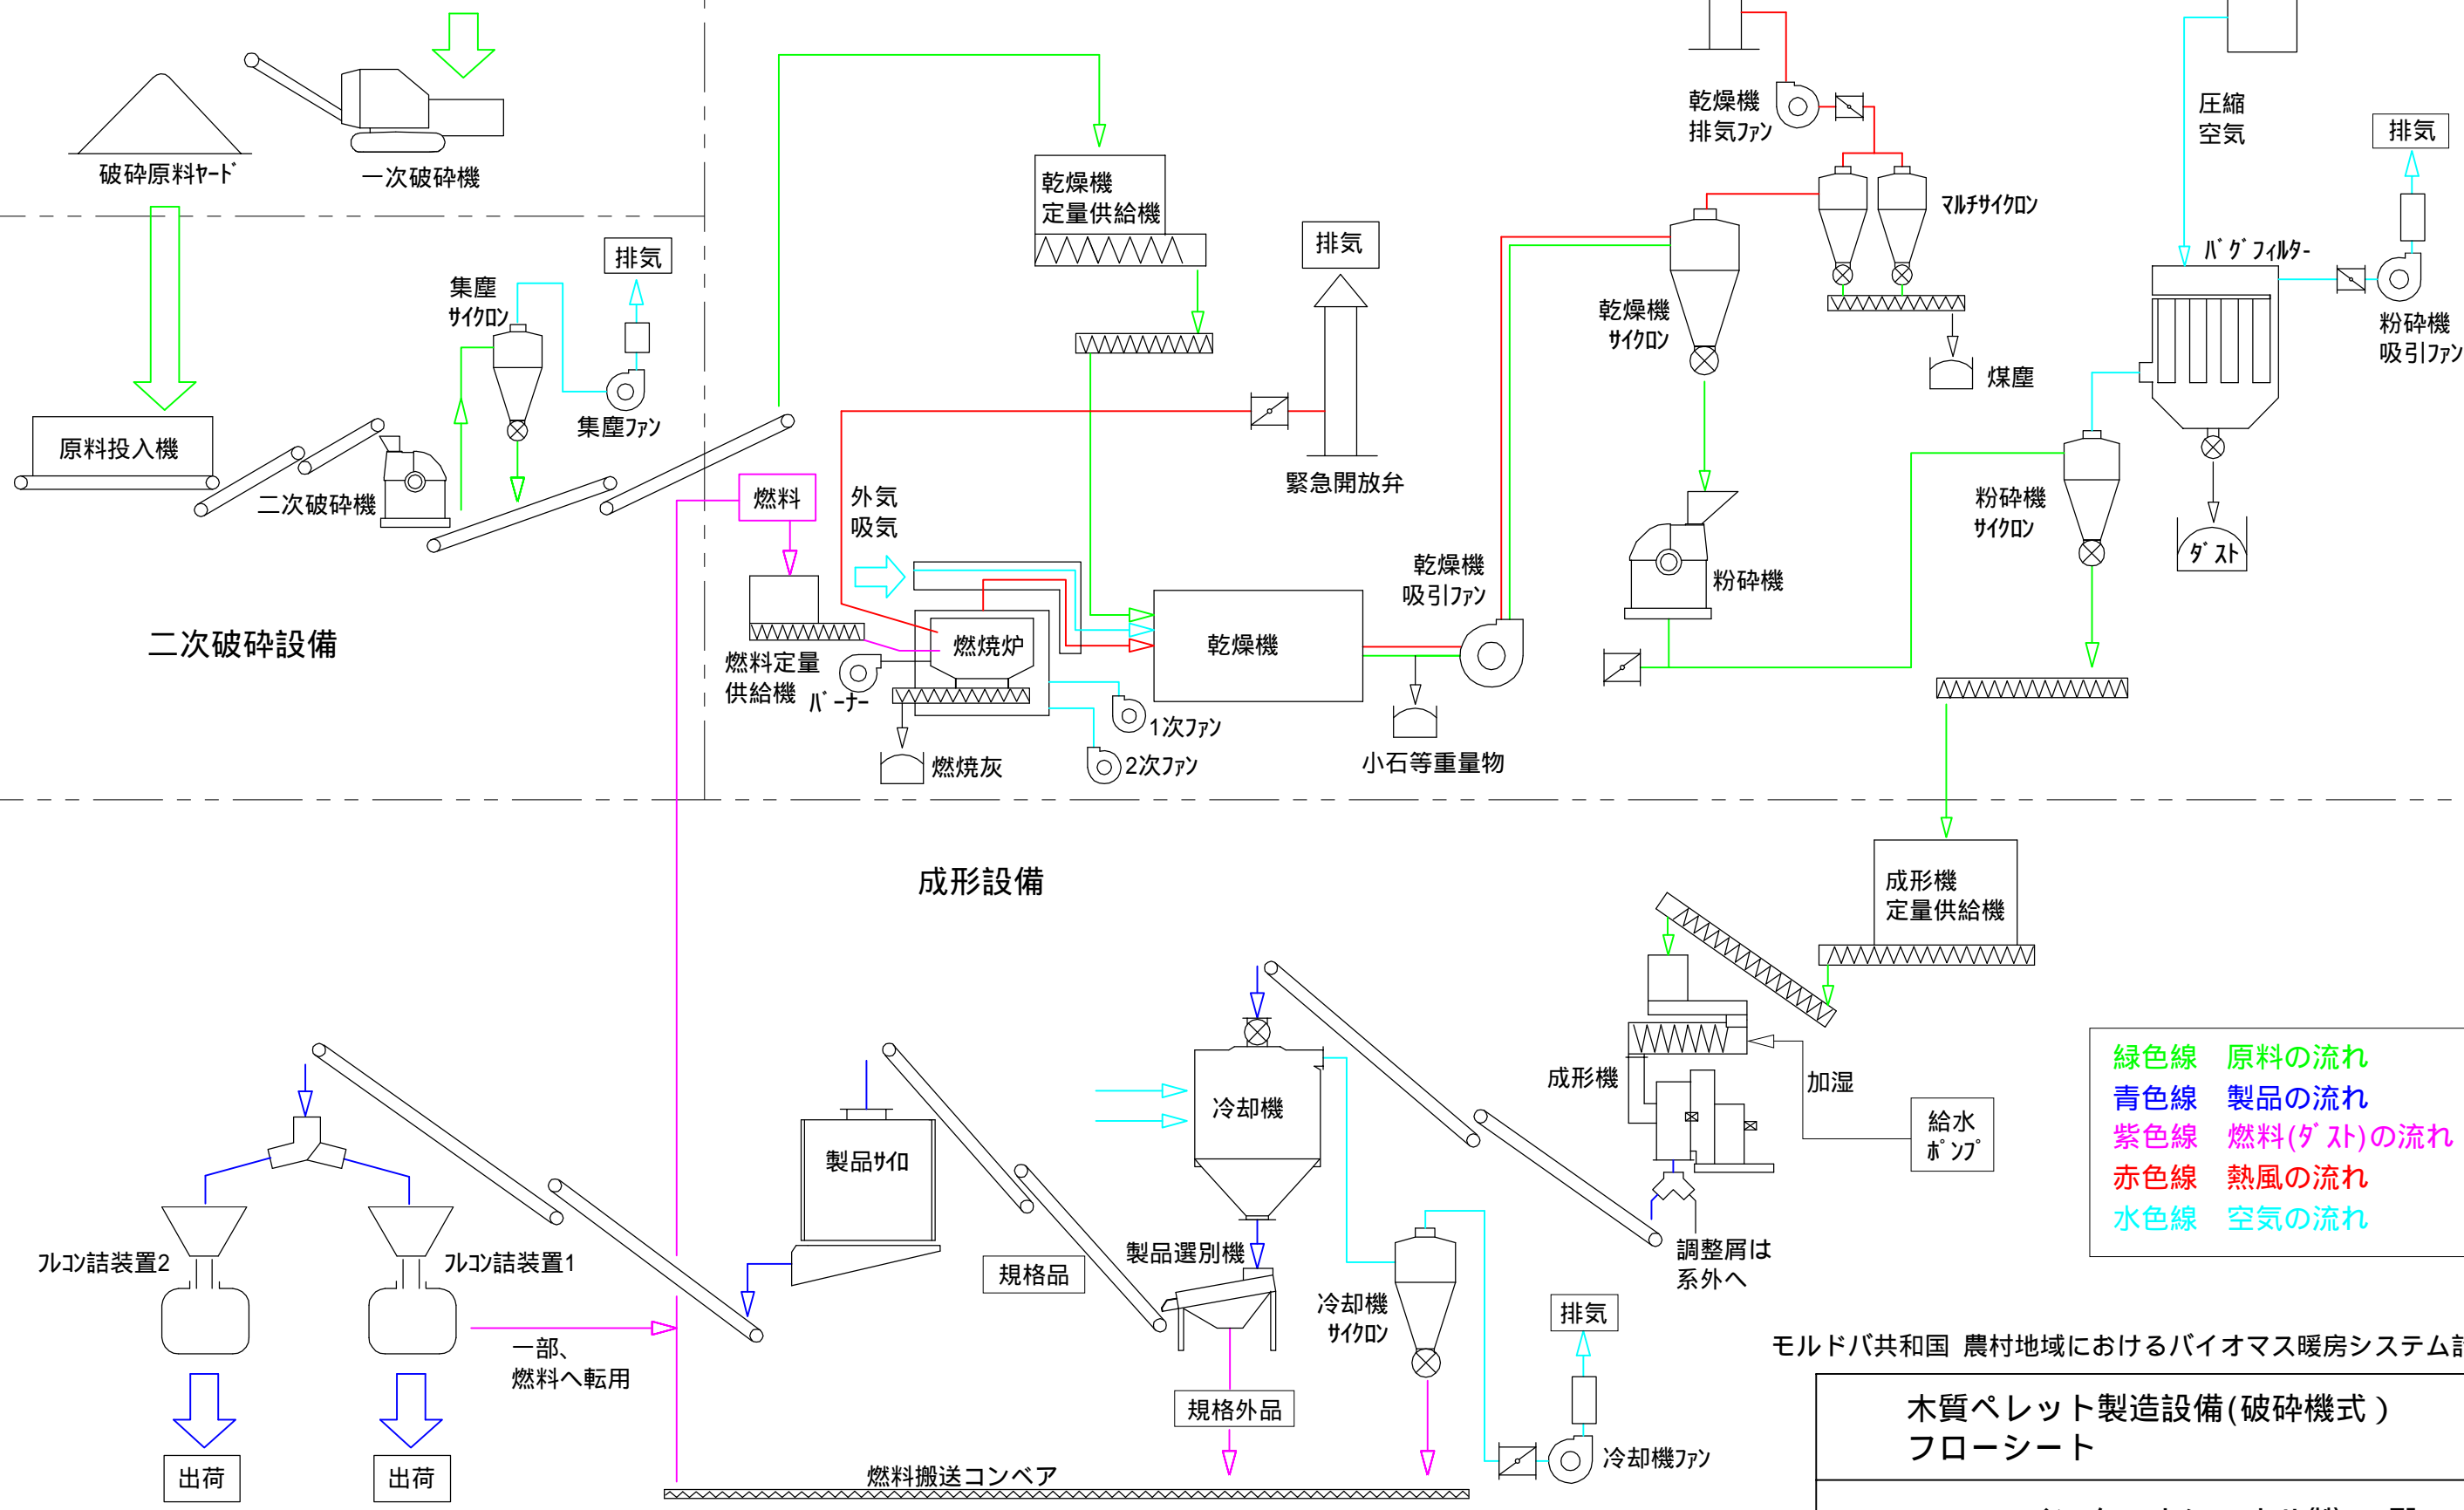 破砕原料ﾔｰﾄﾞ
一次破砕機
集塵
ｻｲｸﾛﾝ
排気
集塵ﾌｧﾝ
原料投入機
二次破砕機
二次破砕設備
乾燥機
定量供給機
排気
緊急開放弁
燃料
外気
吸気
燃料定量
供給機
ﾊﾞｰﾅｰ
燃焼炉
燃焼灰
1次ﾌｧﾝ
2次ﾌｧﾝ
乾燥機
乾燥機
吸引ﾌｧﾝ
小石等重量物
乾燥機
排気ﾌｧﾝ
ﾏﾙﾁｻｲｸﾛﾝ
乾燥機
ｻｲｸﾛﾝ
煤塵
粉砕機
圧縮
空気
排気
ﾊﾞｸﾞﾌｨﾙﾀｰ
粉砕機
吸引ﾌｧﾝ
粉砕機
ｻｲｸﾛﾝ
ﾀﾞｽﾄ
成形設備
成形機
定量供給機
成形機
加湿
給水
ﾎﾟﾝﾌﾟ
調整屑は
系外へ
冷却機
製品選別機
規格品
規格外品
冷却機
ｻｲｸﾛﾝ
排気
冷却機ﾌｧﾝ
製品ｻｲﾛ
ﾌﾚｺﾝ詰装置2
ﾌﾚｺﾝ詰装置1
一部、
燃料へ転用
出荷
出荷
燃料搬送コンベア
緑色線 原料の流れ
青色線 製品の流れ
紫色線 燃料(ﾀﾞｽﾄ)の流れ
赤色線 熱風の流れ
水色線 空気の流れ
モルドバ共和国 農村地域におけるバイオマス暖房システム
木質ペレット製造設備(破砕機式)
フローシート